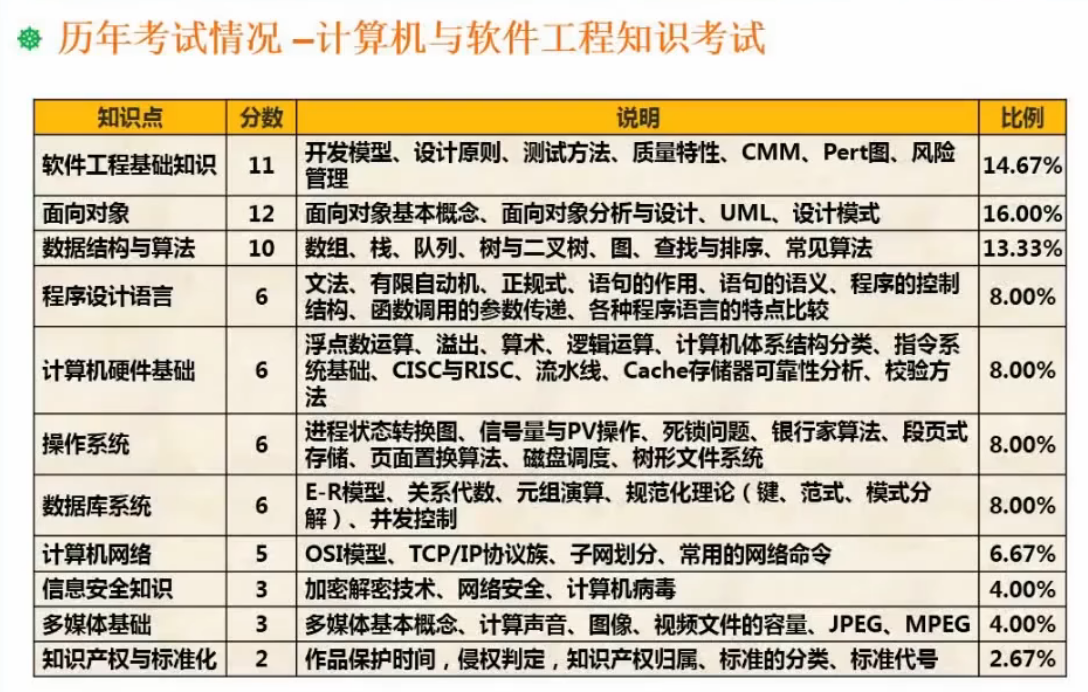 历年考试情况 –计算机与软件工程知识考试
知识点 分数 说明 比例
软件工程基础知识 11 开发模型、设计原则、测试方法、质量特性、CMM、Pert图、风险
管理 14.67%
面向对象 12 面向对象基本概念、面向对象分析与设计、UML、设计模式 16.00%
数据结构与算法 10 数组、栈、队列、树与二叉树、图、查找与排序、常见算法 13.33%
程序设计语言 6 文法、有限自动机、正规式、语句的作用、语句的语义、程序的控制
结构、函数调用的参数传递、各种程序语言的特点比较 8.00%
计算机硬件基础 6 浮点数运算、溢出、算术、逻辑运算、计算机体系结构分类、指令系
统基础、CISC与RISC、流水线、Cache存储器可靠性分析、校验方
法 8.00%
操作系统 6 进程状态转换图、信号量与PV操作、死锁问题、银行家算法、段页式
存储、页面置换算法、磁盘调度、树形文件系统 8.00%
数据库系统 6 E-R模型、关系代数、元组演算、规范化理论（键、范式、模式分
解）、并发控制 8.00%
计算机网络 5 OSI模型、TCP/IP协议族、子网划分、常用的网络命令 6.67%
信息安全知识 3 加密解密技术、网络安全、计算机病毒 4.00%
多媒体基础 3 多媒体基本概念、计算声音、图像、视频文件的容量、JPEG、MPEG 4.00%
知识产权与标准化 2 作品保护时间，侵权判定，知识产权归属、标准的分类、标准代号 2.67%